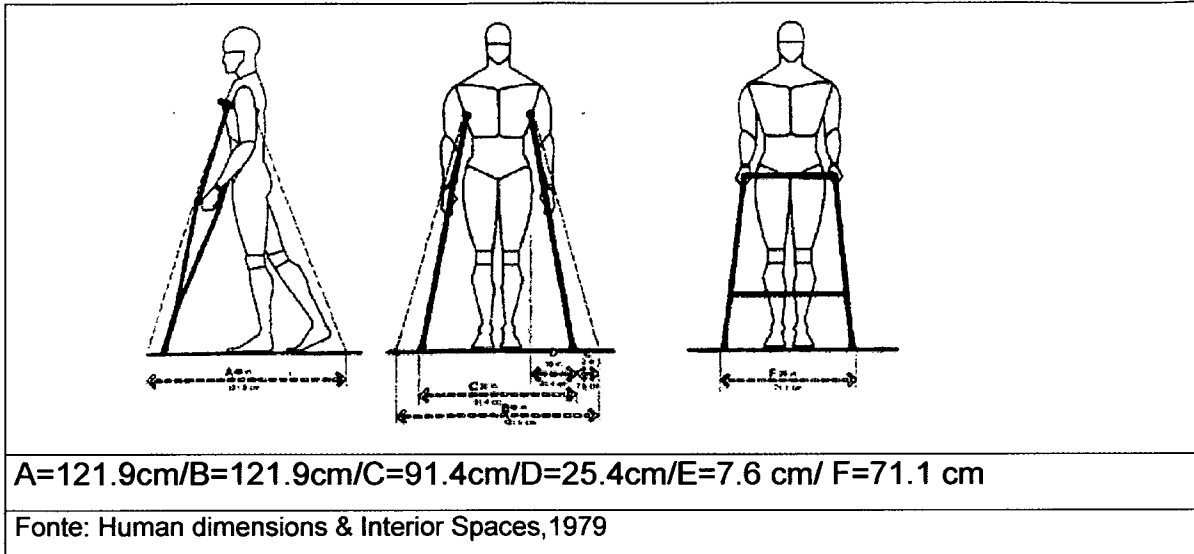 A
C
F
A=121.9cm/B=121.9cm/C=91.4cm/D=25.4cm/E=7.6 cm/ F=71.1 cm
Fonte: Human dimensions & Interior Spaces,1979